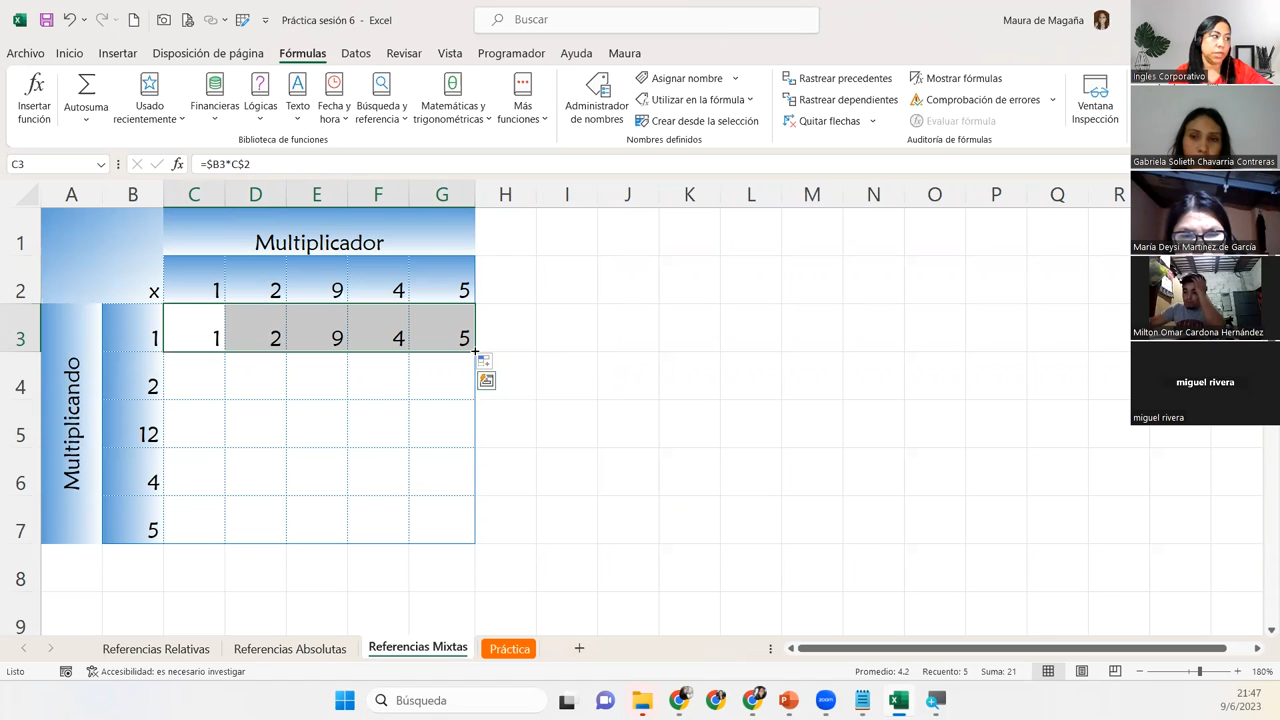 Práctica sesión 6 - Excel
Buscar
Maura de Magaña
Archivo Inicio Insertar Disposición de página Fórmulas Datos Revisar Vista Programador Ayuda Maura
Insertar función
Autosuma
Usado recientemente
Financieras
Lógicas
Texto
Fecha y hora
Búsqueda y referencia
Matemáticas y trigonométricas
Más funciones
Biblioteca de funciones
Administrador de nombres
Asignar nombre
Utilizar en la fórmula
Crear desde la selección
Nombres definidos
Rastrear precedentes
Rastrear dependientes
Quitar flechas
Mostrar fórmulas
Comprobación de errores
Evaluar fórmula
Auditoría de fórmulas
Ventana Inspección
C3 fx =$B3*C$2
A B C D E F G H I J K L M N O P Q R
1 Multiplicador
2 x 1 2 9 4 5
3 1 1 2 9 4 5
Multiplicando
4 2
5 12
6 4
7 5
8
9
Ingles Corporativo
Gabriela Solieth Chavarria Contreras
María Deysi Martínez de García
Milton Omar Cardona Hernández
miguel rivera
miguel rivera
Referencias Relativas Referencias Absolutas Referencias Mixtas Práctica
Listo Accesibilidad: es necesario investigar Promedio: 4.2 Recuento: 5 Suma: 21 180%
Búsqueda
21:47
9/6/2023